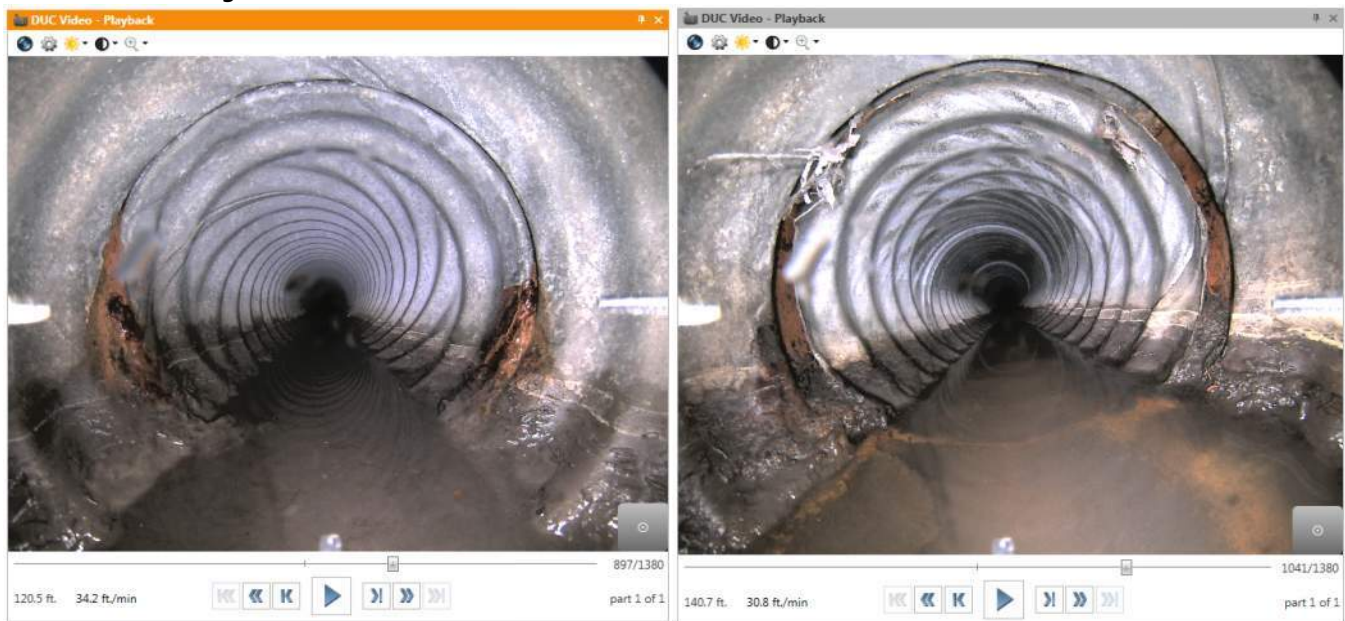 DUC Video - Playback
897/1380
120.5 ft. 34.2 ft./min
part 1 of 1
DUC Video - Playback
1041/1380
140.7 ft. 30.8 ft./min
part 1 of 1